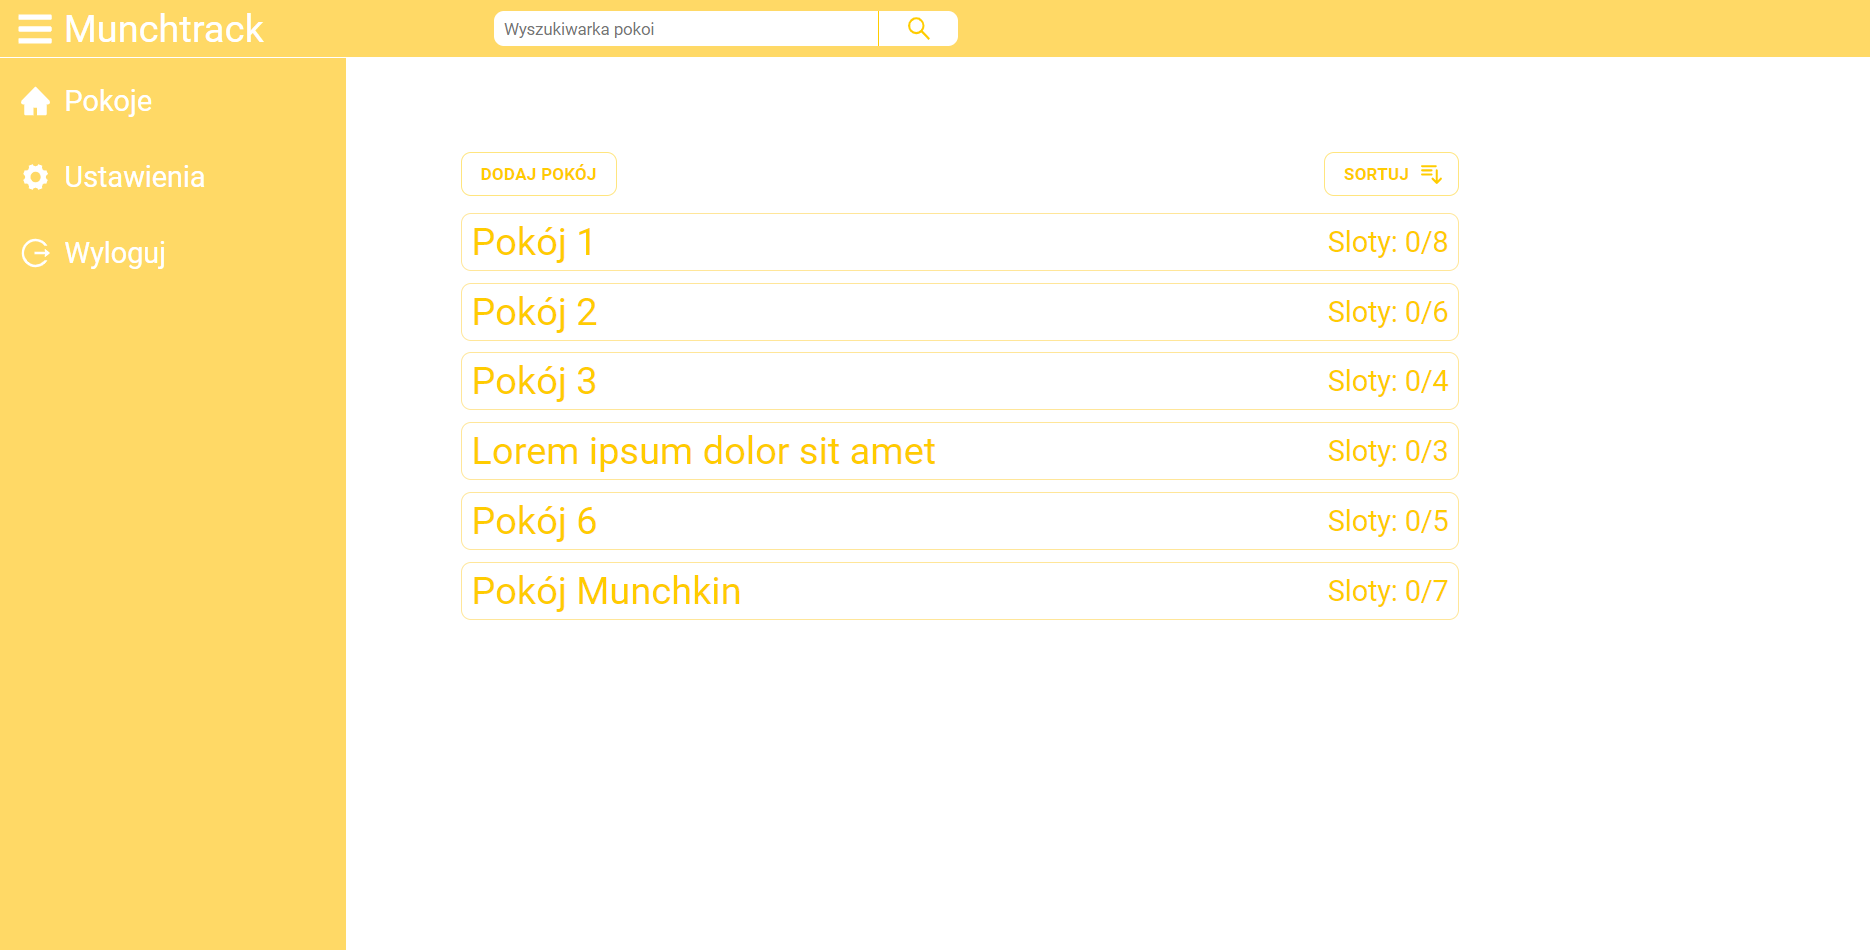 Munchtrack
Wyszukiwarka pokoi
Pokoje
Ustawienia
Wyloguj
DODAJ POKÓJ
SORTUJ
Pokój 1 Sloty: 0/8
Pokój 2 Sloty: 0/6
Pokój 3 Sloty: 0/4
Lorem ipsum dolor sit amet Sloty: 0/3
Pokój 6 Sloty: 0/5
Pokój Munchkin Sloty: 0/7